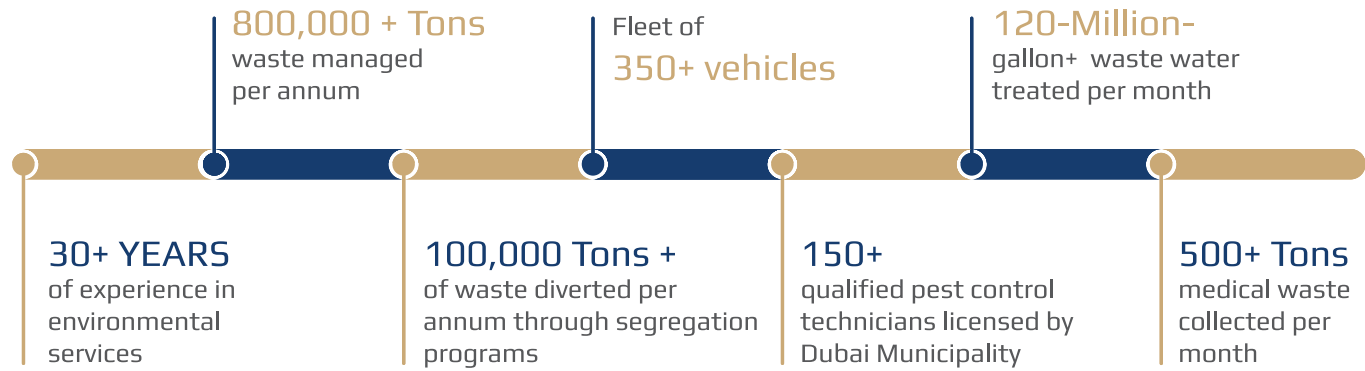 800,000 + Tons
waste managed
per annum
Fleet of
350+ vehicles
120-Million-
gallon+ waste water
treated per month
30+ YEARS
of experience in
environmental
services
100,000 Tons +
of waste diverted per
annum through segregation
programs
150+
qualified pest control
technicians licensed by
Dubai Municipality
500+ Tons
medical waste
collected per
month